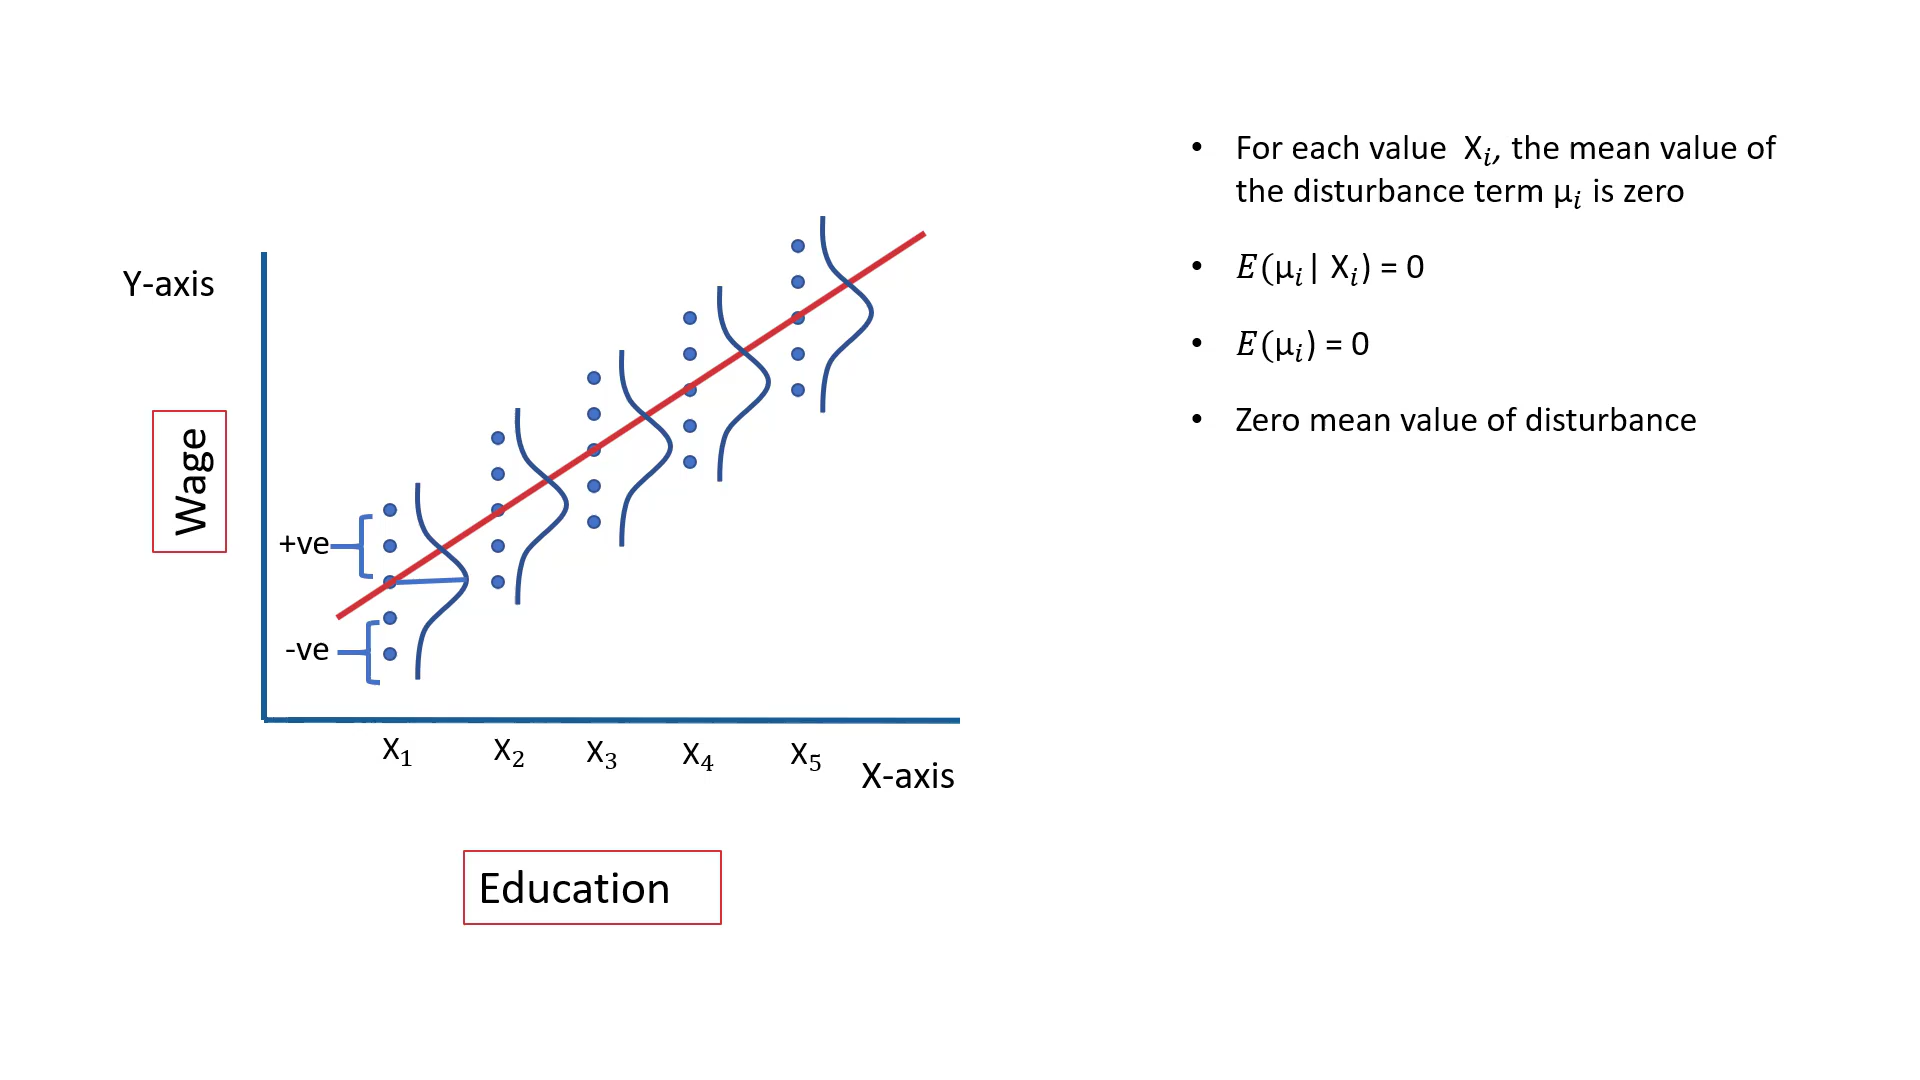 • For each value X𝑖, the mean value of
the disturbance term µ𝑖 is zero
• 𝐸(µ𝑖| X𝑖) = 0
• 𝐸(µ𝑖) = 0
• Zero mean value of disturbance
Y-axis
Wage
+ve
-ve
X₁ X₂ X₃ X₄ X₅
X-axis
Education